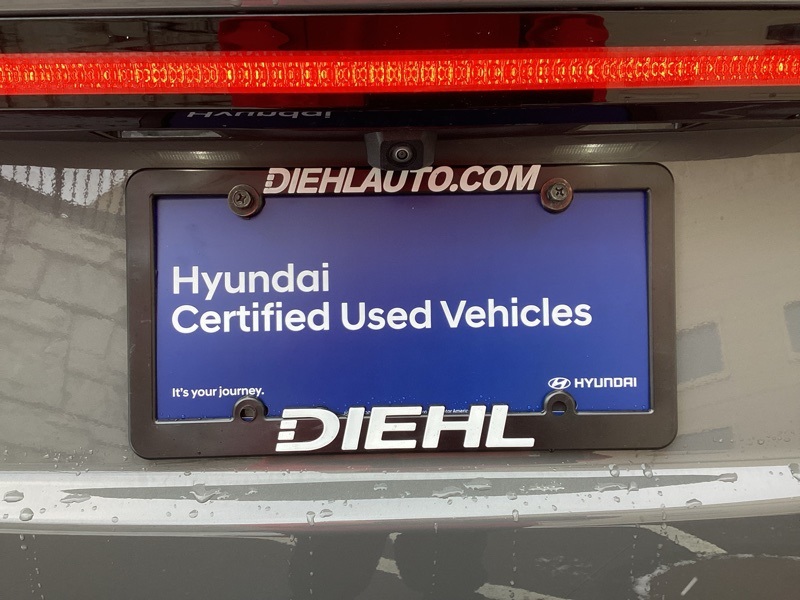 DIEHLAUTO.COM
Hyundai
Certified Used Vehicles
It's your journey.
HYUNDAI
DIEHL